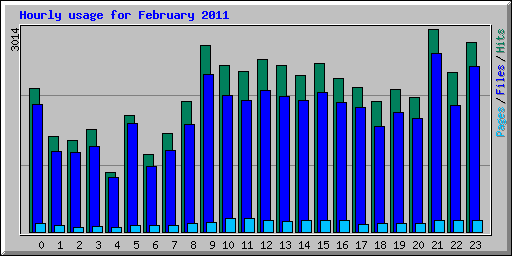 Hourly usage for February 2011
3014
Pages/Files/Hits
0 1 2 3 4 5 6 7 8 9 10 11 12 13 14 15 16 17 18 19 20 21 22 23